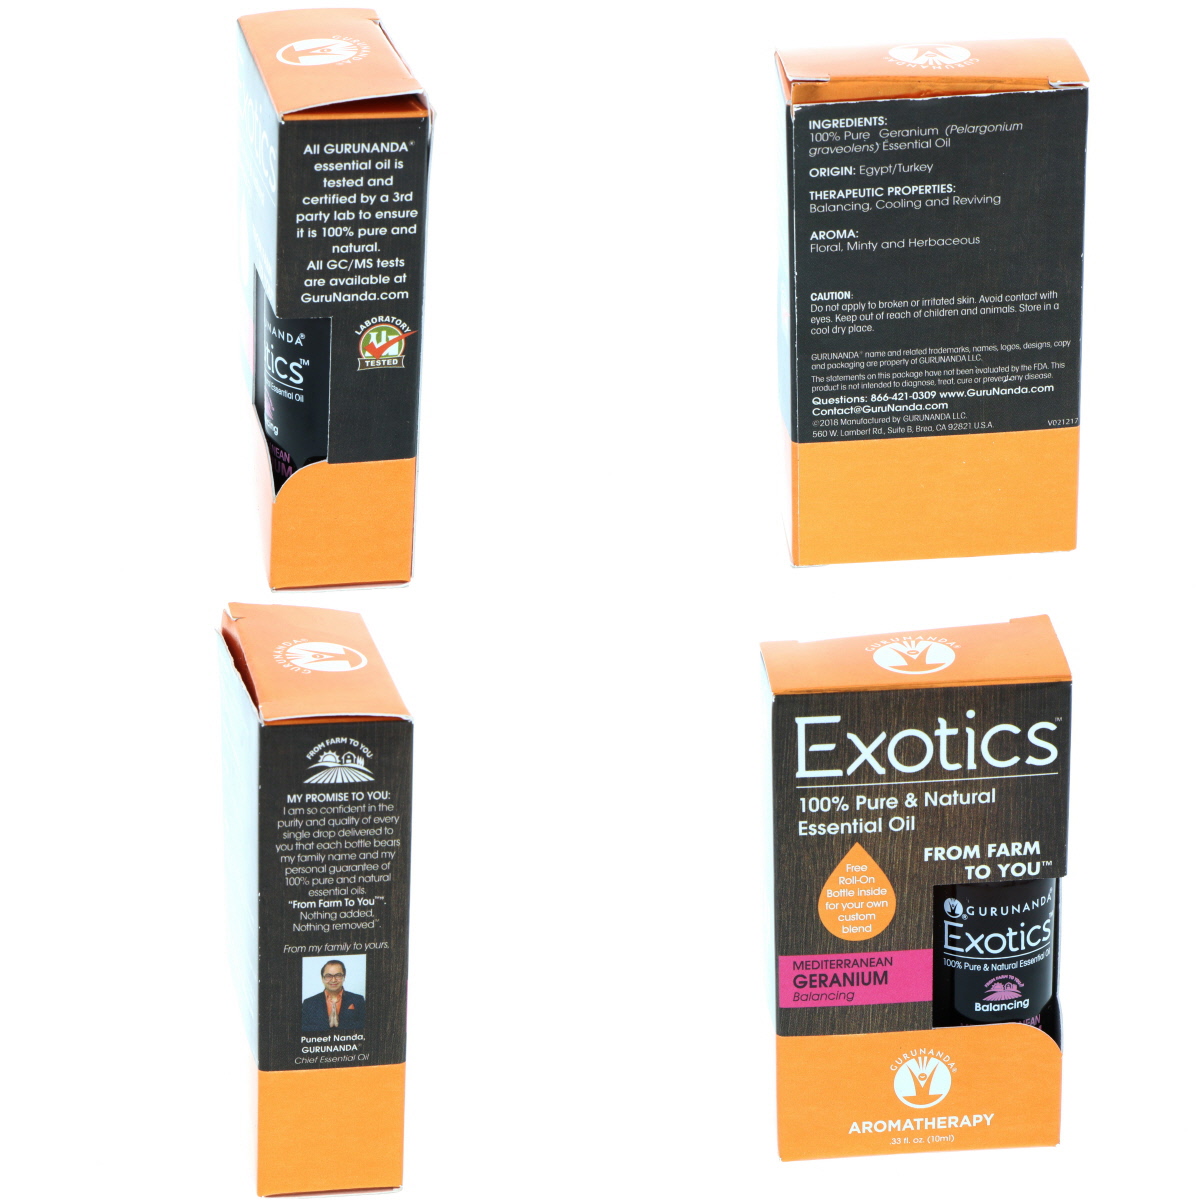 GURUNANDA
All GURUNANDA®
essential oil is
tested and
certified by a 3rd
party lab to ensure
it is 100% pure and
natural.
All GC/MS tests
are available at
GuruNanda.com
LABORATORY
TESTED
Essential Oil
GURUNANDA
INGREDIENTS:
100% Pure Geranium (Pelargonium
graveolens) Essential Oil
ORIGIN: Egypt/Turkey
THERAPEUTIC PROPERTIES:
Balancing, Cooling and Reviving
AROMA:
Floral, Minty and Herbaceous
CAUTION:
Do not apply to broken or irritated skin. Avoid contact with
eyes. Keep out of reach of children and animals. Store in a
cool dry place.
GURUNANDA® name and related trademarks, names, logos, designs, copy
and packaging are property of GURUNANDA LLC.
The statements on this package have not been evaluated by the FDA. This
product is not intended to diagnose, treat, cure or prevent any disease.
Questions: 866-421-0309 www.GuruNanda.com
Contact@GuruNanda.com
©2018 Manufactured by GURUNANDA LLC.
560 W. Lambert Rd., Suite B, Brea, CA 92821 U.S.A.
V021217
GURUNANDA®
FROM FARM TO YOU
MY PROMISE TO YOU:
I am so confident in the
purity and quality of every
single drop delivered to
you that each bottle bears
my family name and my
personal guarantee of
100% pure and natural
essential oils.
"From Farm To You™".
Nothing added,
Nothing removed™.
From my family to yours,
Puneet Nanda,
GURUNANDA®
Chief Essential Oil
GURUNANDA®
Exotics™
100% Pure & Natural
Essential Oil
FROM FARM
TO YOU™
Free
Roll-On
Bottle inside
for your own
custom
blend
MEDITERRANEAN
GERANIUM
Balancing
GURUNANDA®
Exotics™
100% Pure & Natural Essential Oil
FROM FARM TO YOU
Balancing
GURUNANDA®
AROMATHERAPY
.33 fl. oz. (10ml)